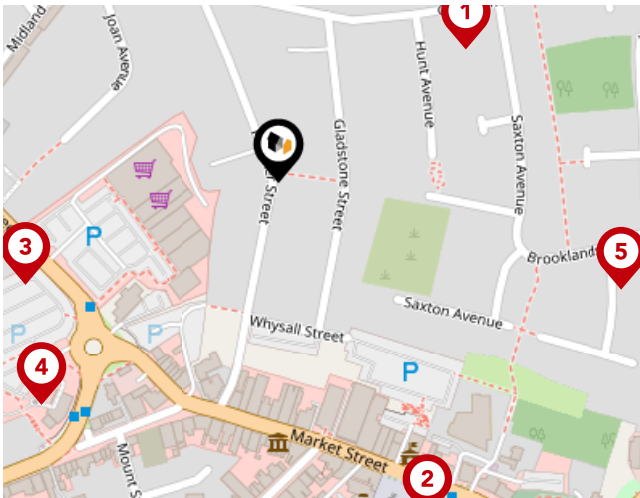 1
Midland
Joan Avenue
Hunt Avenue
Saxton Avenue
Gladstone Street
Street
P
3
Brooklands
5
P
P
Saxton Avenue
Whysall Street
4
P
Market Street
Mount S
2